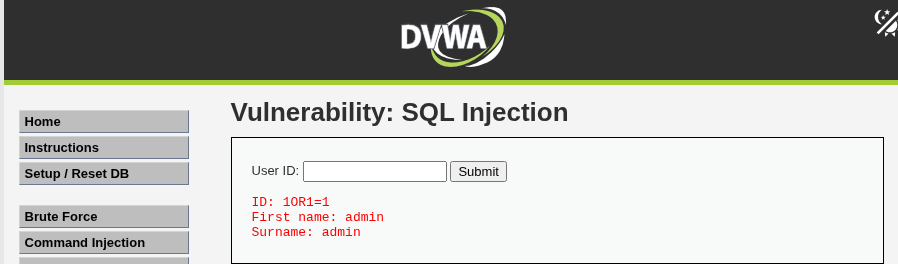 DVWA
Vulnerability: SQL Injection
Home
Instructions
Setup / Reset DB
Brute Force
Command Injection
User ID:
Submit
ID: 1OR1=1
First name: admin
Surname: admin